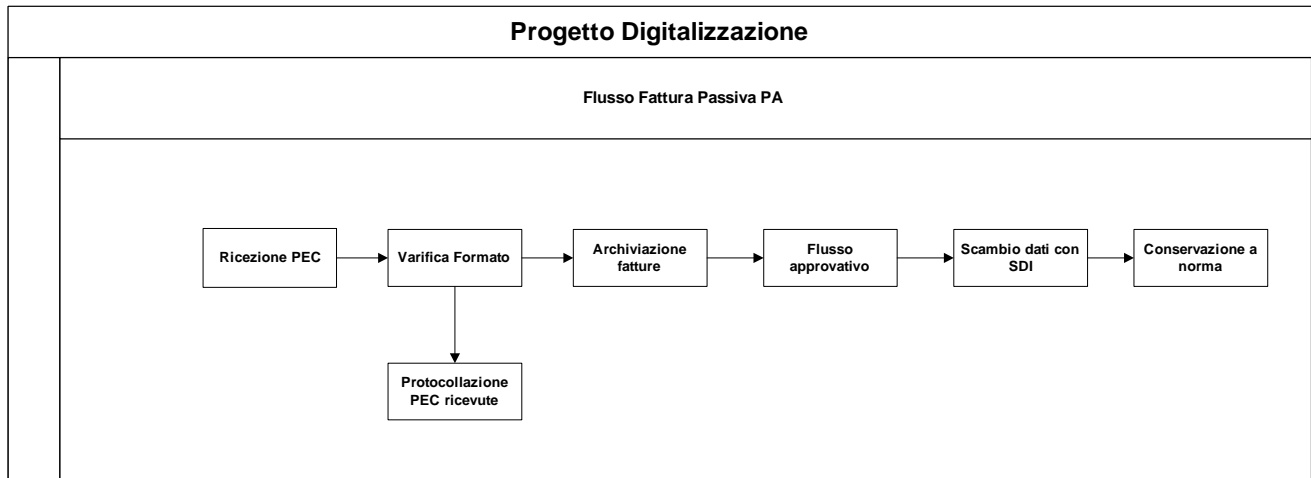 Progetto Digitalizzazione
Flusso Fattura Passiva PA
Ricezione PEC
Varifica Formato
Archiviazione
fatture
Flusso
approvativo
Scambio dati con
SDI
Conservazione a
norma
Protocollazione
PEC ricevute